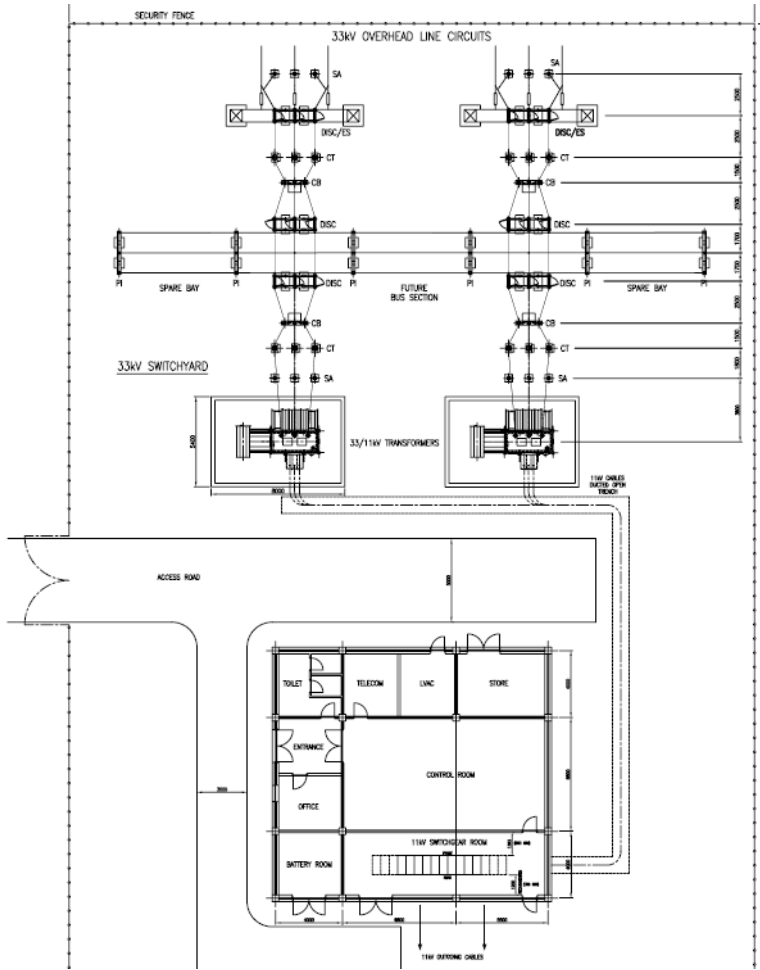 SECURITY FENCE
33kV OVERHEAD LINE CIRCUITS
SA
SA
DISC/ES
DISC/ES
CT
CT
CB
CB
DISC
DISC
PI
SPARE BAY
PI
DISC
PI
FUTURE
BUS SECTION
PI
DISC
PI
SPARE BAY
PI
CB
CB
CT
CT
SA
SA
2500
2500
1500
2500
1700
1700
2500
1500
33kV SWITCHYARD
33/11kV TRANSFORMERS
5400
8000
11kV CABLES
DUCTED OPEN
TRENCH
ACCESS ROAD
TOILET
TELECOM
LVAC
STORE
ENTRANCE
CONTROL ROOM
OFFICE
11kV SWITCHGEAR ROOM
BATTERY ROOM
11kV OUTGOING CABLES